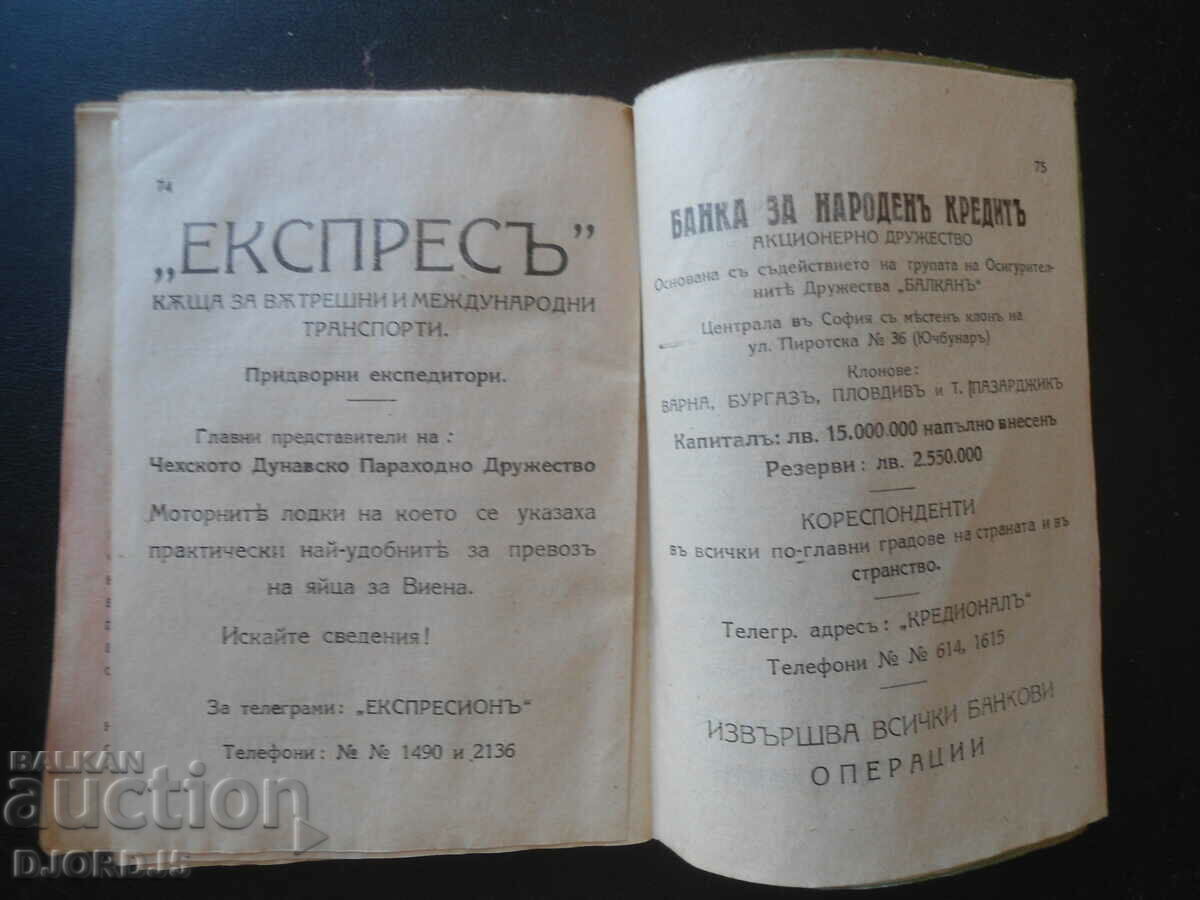 74
„ЕКСПРЕСЪ"
КѪЩА ЗА ВѪТРЕШНИ И МЕЖДУНАРОДНИ
ТРАНСПОРТИ.
Придворни експедитори.
Главни представители на :
Чехското Дунавско Параходно Дружество
Моторнитѣ лодки на което се указаха
практически най-удобнитѣ за превозъ
на яйца за Виена.
Искайте сведения!
За телеграми: „ЕКСПРЕСИОНЪ"
Телефони: № № 1490 и 2136
75
БАНКА ЗА НАРОДЕНЪ КРЕДИТЪ
АКЦИОНЕРНО ДРУЖЕСТВО
Основана съ съдействието на групата на Осигурител-
нитѣ Дружества „БАЛКАНЪ"
Централа въ София съ мѣстенъ клонъ на
ул. Пиротска № 36 (Ючбунаръ)
Клонове:
ВАРНА, БУРГАЗЪ, ПЛОВДИВЪ и Т. ПАЗАРДЖИКЪ
Капиталъ: лв. 15.000.000 напълно внесенъ
Резерви: лв. 2.550.000
КОРЕСПОНДЕНТИ
въ всички по-главни градове на страната и въ
странство.
Телегр. адресъ: „КРЕДИОНАЛЪ"
Телефони № № 614, 1615
ИЗВЪРШВА ВСИЧКИ БАНКОВИ
ОПЕРАЦИИ
BALKAN
auction
DJORDJ5